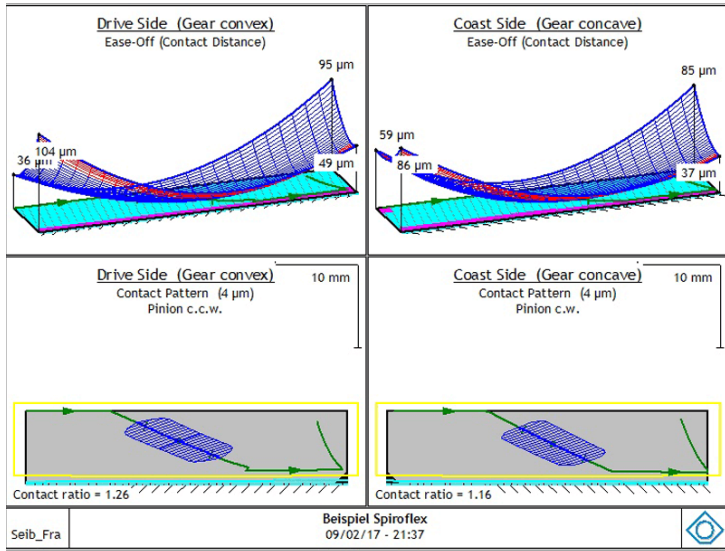 Drive Side (Gear convex)
Ease-Off (Contact Distance)
95 µm
104 µm
36 µm
49 µm
Coast Side (Gear concave)
Ease-Off (Contact Distance)
85 µm
59 µm
86 µm
37 µm
Drive Side (Gear convex)
10 mm
Contact Pattern (4 µm)
Pinion c.c.w.
Contact ratio = 1.26
Coast Side (Gear concave)
10 mm
Contact Pattern (4 µm)
Pinion c.w.
Contact ratio = 1.16
Seib_Fra
Beispiel Spiroflex
09/02/17 - 21:37